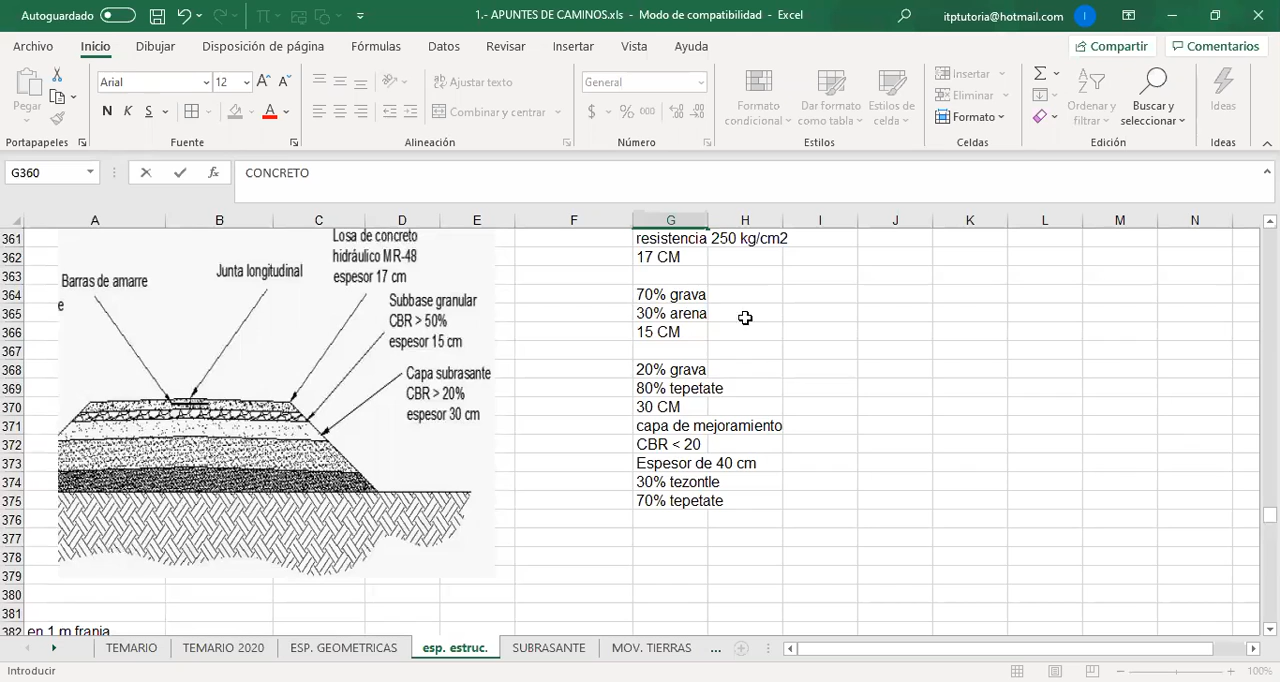 Autoguardado
1.- APUNTES DE CAMINOS.xls - Modo de compatibilidad - Excel
itptutoria@hotmail.com
I
Archivo Inicio Dibujar Disposición de página Fórmulas Datos Revisar Insertar Vista Ayuda Compartir Comentarios
Pegar
Arial 12
N K S
Ajustar texto
Combinar y centrar
General
$ % 000
Formato condicional
Dar formato como tabla
Estilos de celda
Insertar
Eliminar
Formato
Ordenar y filtrar
Buscar y seleccionar
Ideas
Portapapeles Fuente Alineación Número Estilos Celdas Edición Ideas
G360 fx CONCRETO
A B C D E F G H I J K L M N
361 resistencia 250 kg/cm2
362 17 CM
363
364 70% grava
365 30% arena
366 15 CM
367
368 20% grava
369 80% tepetate
370 30 CM
371 capa de mejoramiento
372 CBR < 20
373 Espesor de 40 cm
374 30% tezontle
375 70% tepetate
376
377
378
379
380
381
382 en 1 m franja
Barras de amarre
e
Junta longitudinal
Losa de concreto
hidráulico MR-48
espesor 17 cm
Subbase granular
CBR > 50%
espesor 15 cm
Capa subrasante
CBR > 20%
espesor 30 cm
TEMARIO TEMARIO 2020 ESP. GEOMETRICAS esp. estruc. SUBRASANTE MOV. TIERRAS ...
Introducir
100%